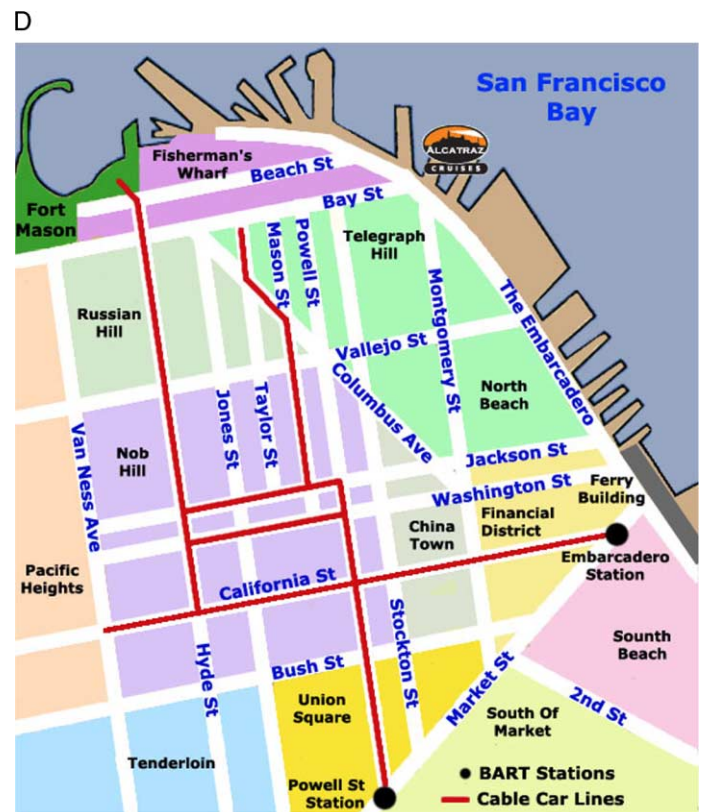 D
San Francisco
Bay
ALCATRAZ
CRUISES
Fisherman's
Wharf
Beach St
Bay St
Fort
Mason
Mason St
Powell St
Telegraph
Hill
Montgomery St
The Embarcadero
Russian
Hill
Vallejo St
Columbus Ave
North
Beach
Van Ness Ave
Nob
Hill
Jones St
Taylor St
Jackson St
Washington St
Ferry
Building
China
Town
Financial
District
Embarcadero
Station
Pacific
Heights
California St
Stockton St
Hyde St
Bush St
Market St
Sounth
Beach
2nd St
Union
Square
South Of
Market
Tenderloin
Powell St
Station
BART Stations
Cable Car Lines